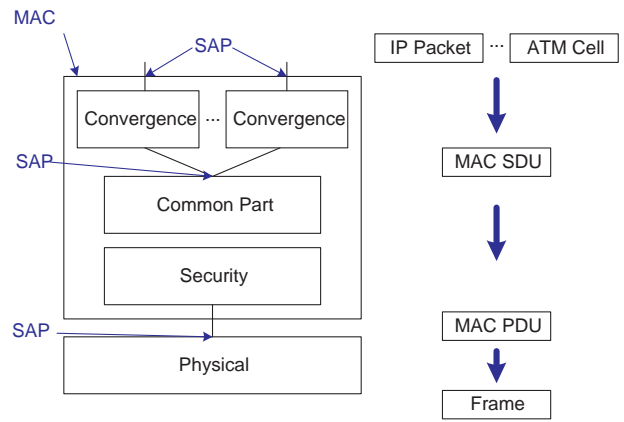 MAC
SAP
IP Packet ... ATM Cell
Convergence ... Convergence
SAP
MAC SDU
Common Part
Security
SAP
MAC PDU
Physical
Frame